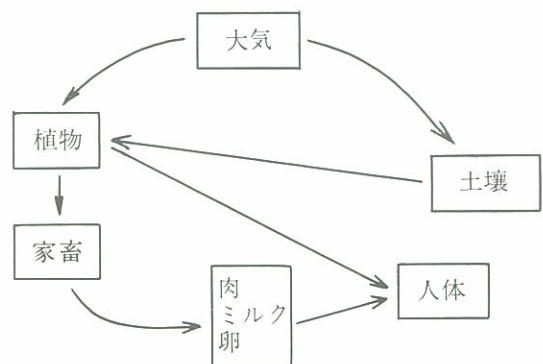 大気
植物
土壌
家畜
肉
ミルク
卵
人体